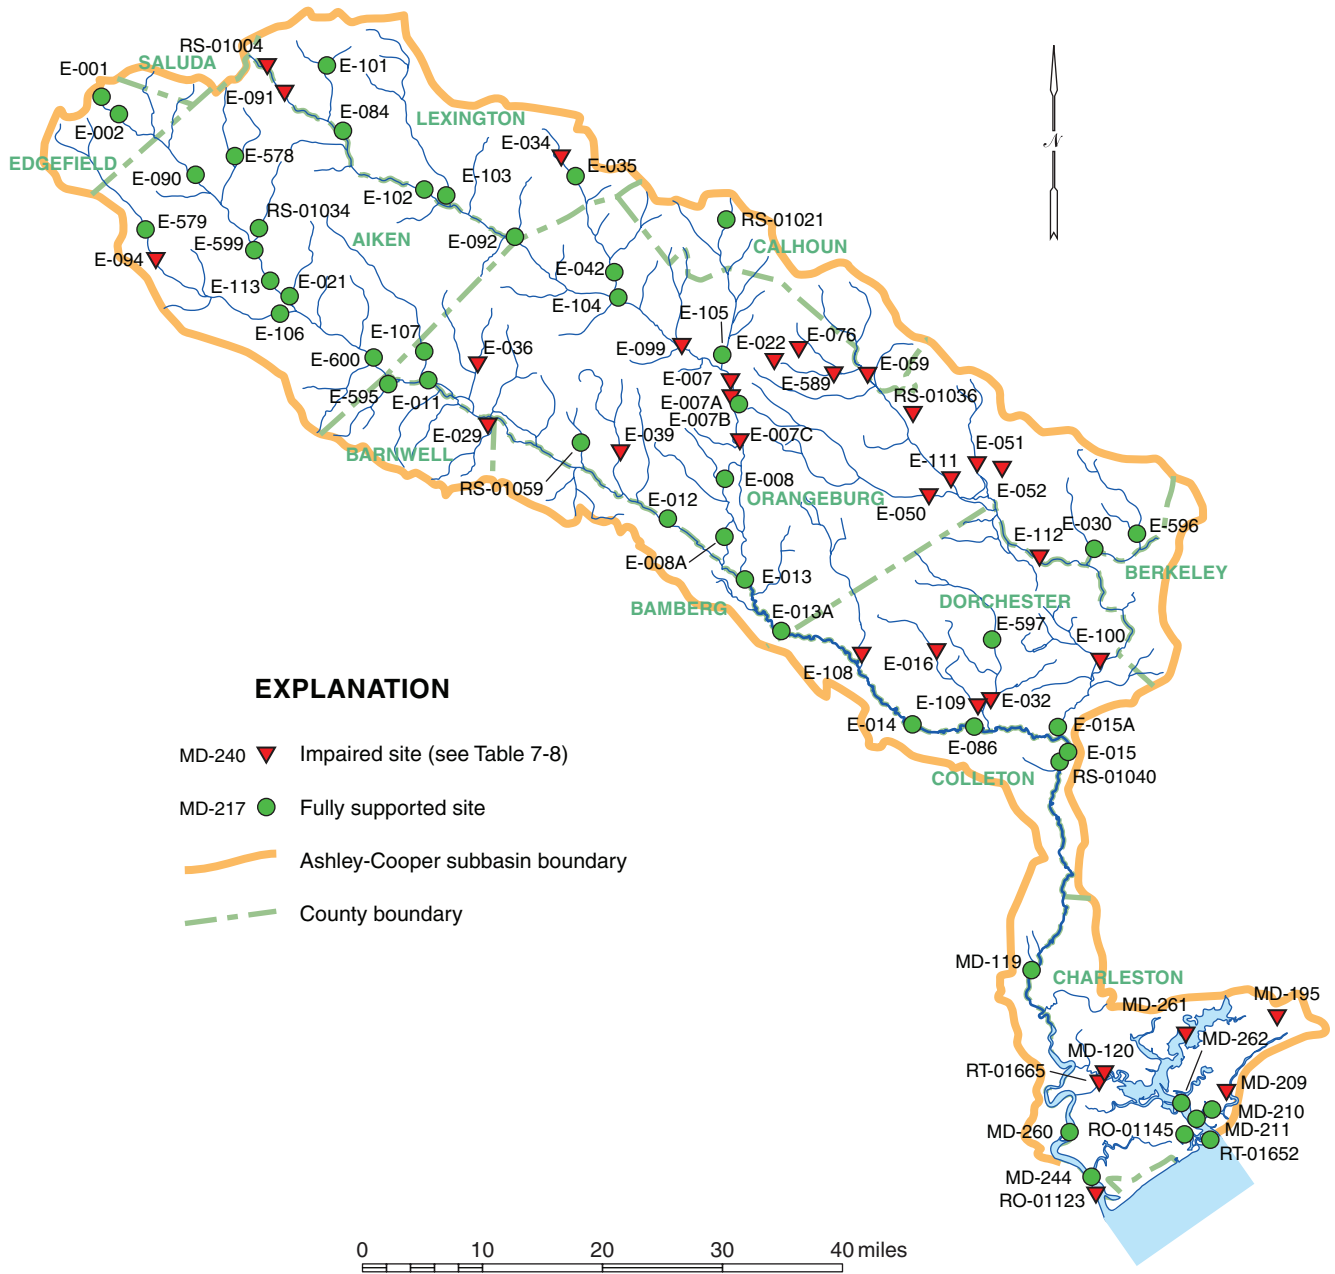 RS-01004
SALUDA
E-001
E-101
E-091
E-002
E-084
LEXINGTON
E-034
EDGEFIELD
E-578
E-035
E-090
E-103
E-102
RS-01034
E-579
RS-01021
E-599
AIKEN
E-092
CALHOUN
E-094
E-042
E-113
E-021
E-104
E-105
E-106
E-107
E-022
E-076
E-036
E-099
E-600
E-059
E-007
E-589
E-595
E-011
E-007A
RS-01036
E-007B
E-029
E-039
E-007C
E-051
BARNWELL
E-111
RS-01059
E-008
E-052
ORANGEBURG
E-012
E-050
E-112
E-030
E-596
E-008A
BERKELEY
E-013
BAMBERG
E-013A
DORCHESTER
E-597
E-100
E-108
E-016
N
EXPLANATION
E-109
E-032
E-014
E-086
E-015A
E-015
MD-240
Impaired site (see Table 7-8)
RS-01040
COLLETON
MD-217
Fully supported site
Ashley-Cooper subbasin boundary
County boundary
MD-119
CHARLESTON
MD-261
MD-195
MD-262
MD-120
RT-01665
MD-209
MD-210
MD-260
RO-01145
MD-211
RT-01652
MD-244
RO-01123
0 10 20 30 40 miles